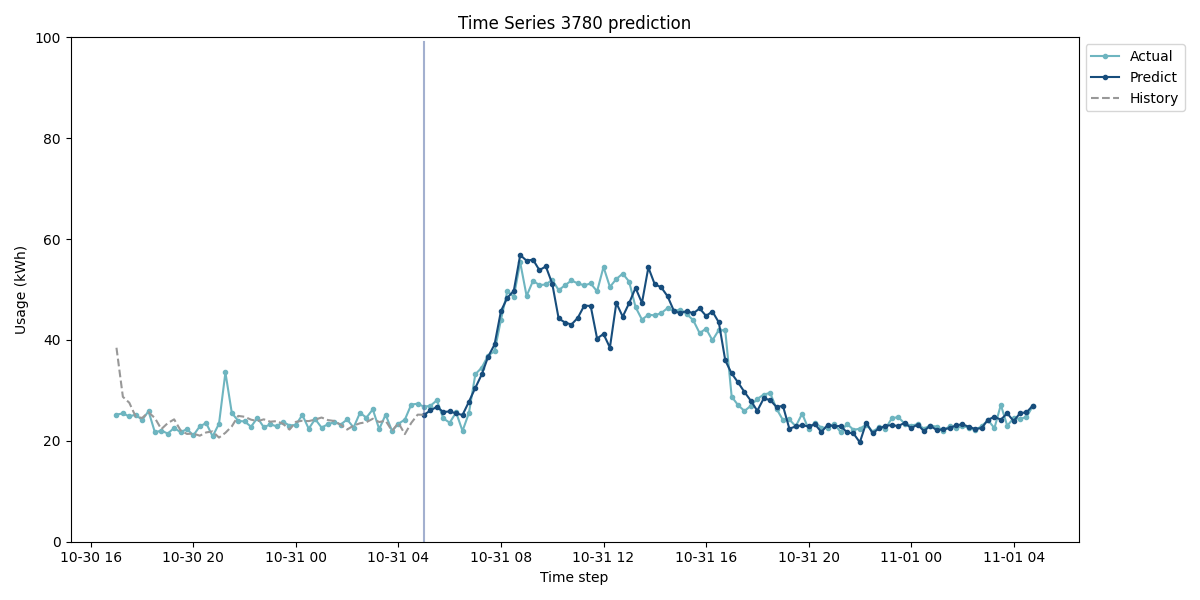 Time Series 3780 prediction
Usage (kWh)
100
80
60
40
20
0
10-30 16
10-30 20
10-31 00
10-31 04
10-31 08
10-31 12
10-31 16
10-31 20
11-01 00
11-01 04
Time step
Actual
Predict
History